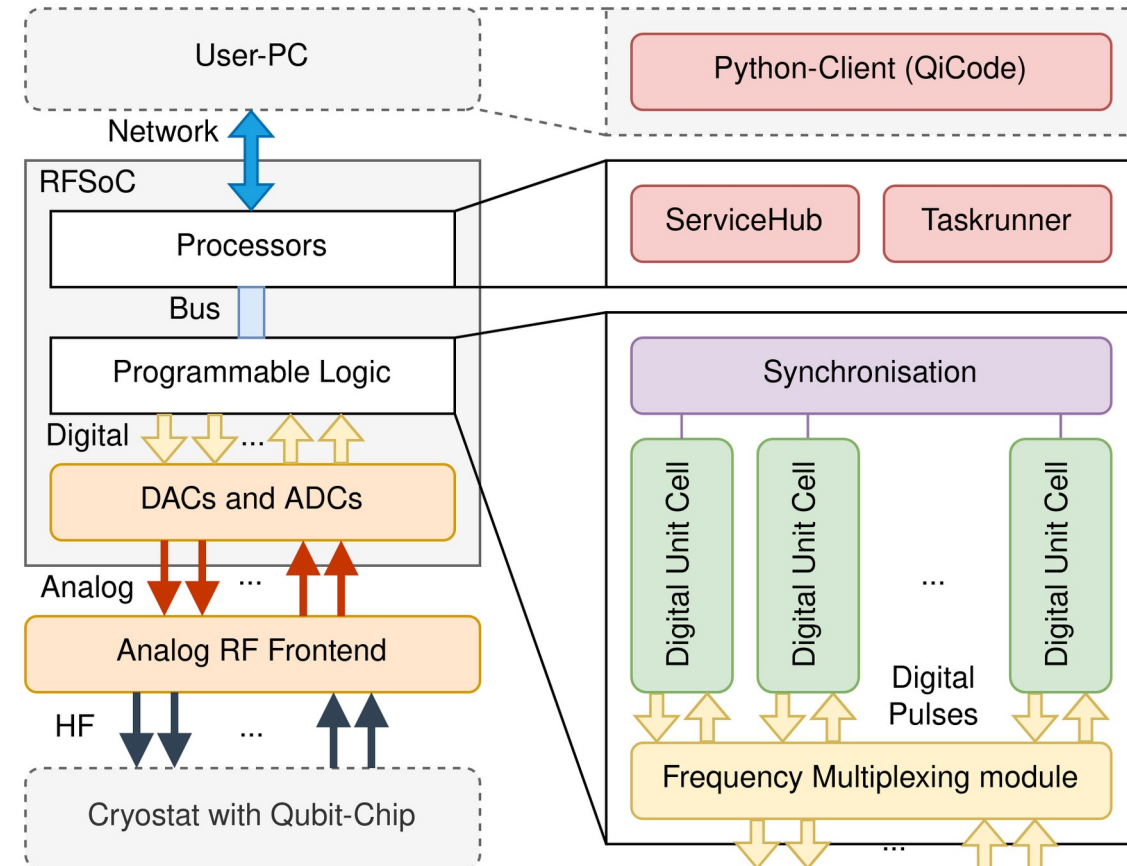 User-PC
Python-Client (QiCode)
Network
RFSoC
Processors
ServiceHub
Taskrunner
Bus
Programmable Logic
Synchronisation
Digital
...
DACs and ADCs
Digital Unit Cell
Digital Unit Cell
...
Digital Unit Cell
Analog
...
Analog RF Frontend
Digital
Pulses
HF
...
Frequency Multiplexing module
Cryostat with Qubit-Chip
...